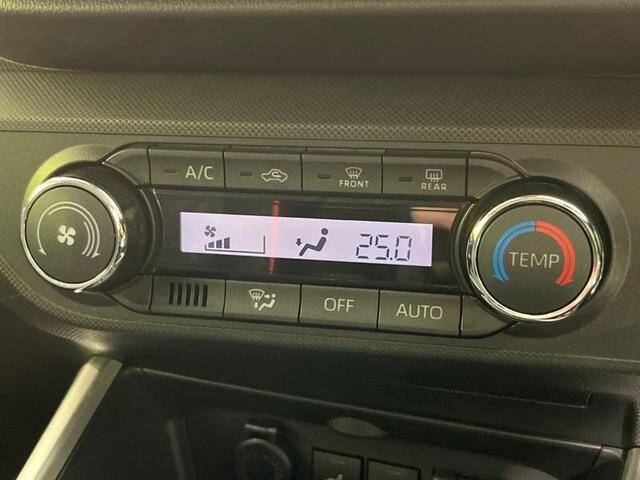 A/C
FRONT
REAR
25.0
TEMP
OFF
AUTO